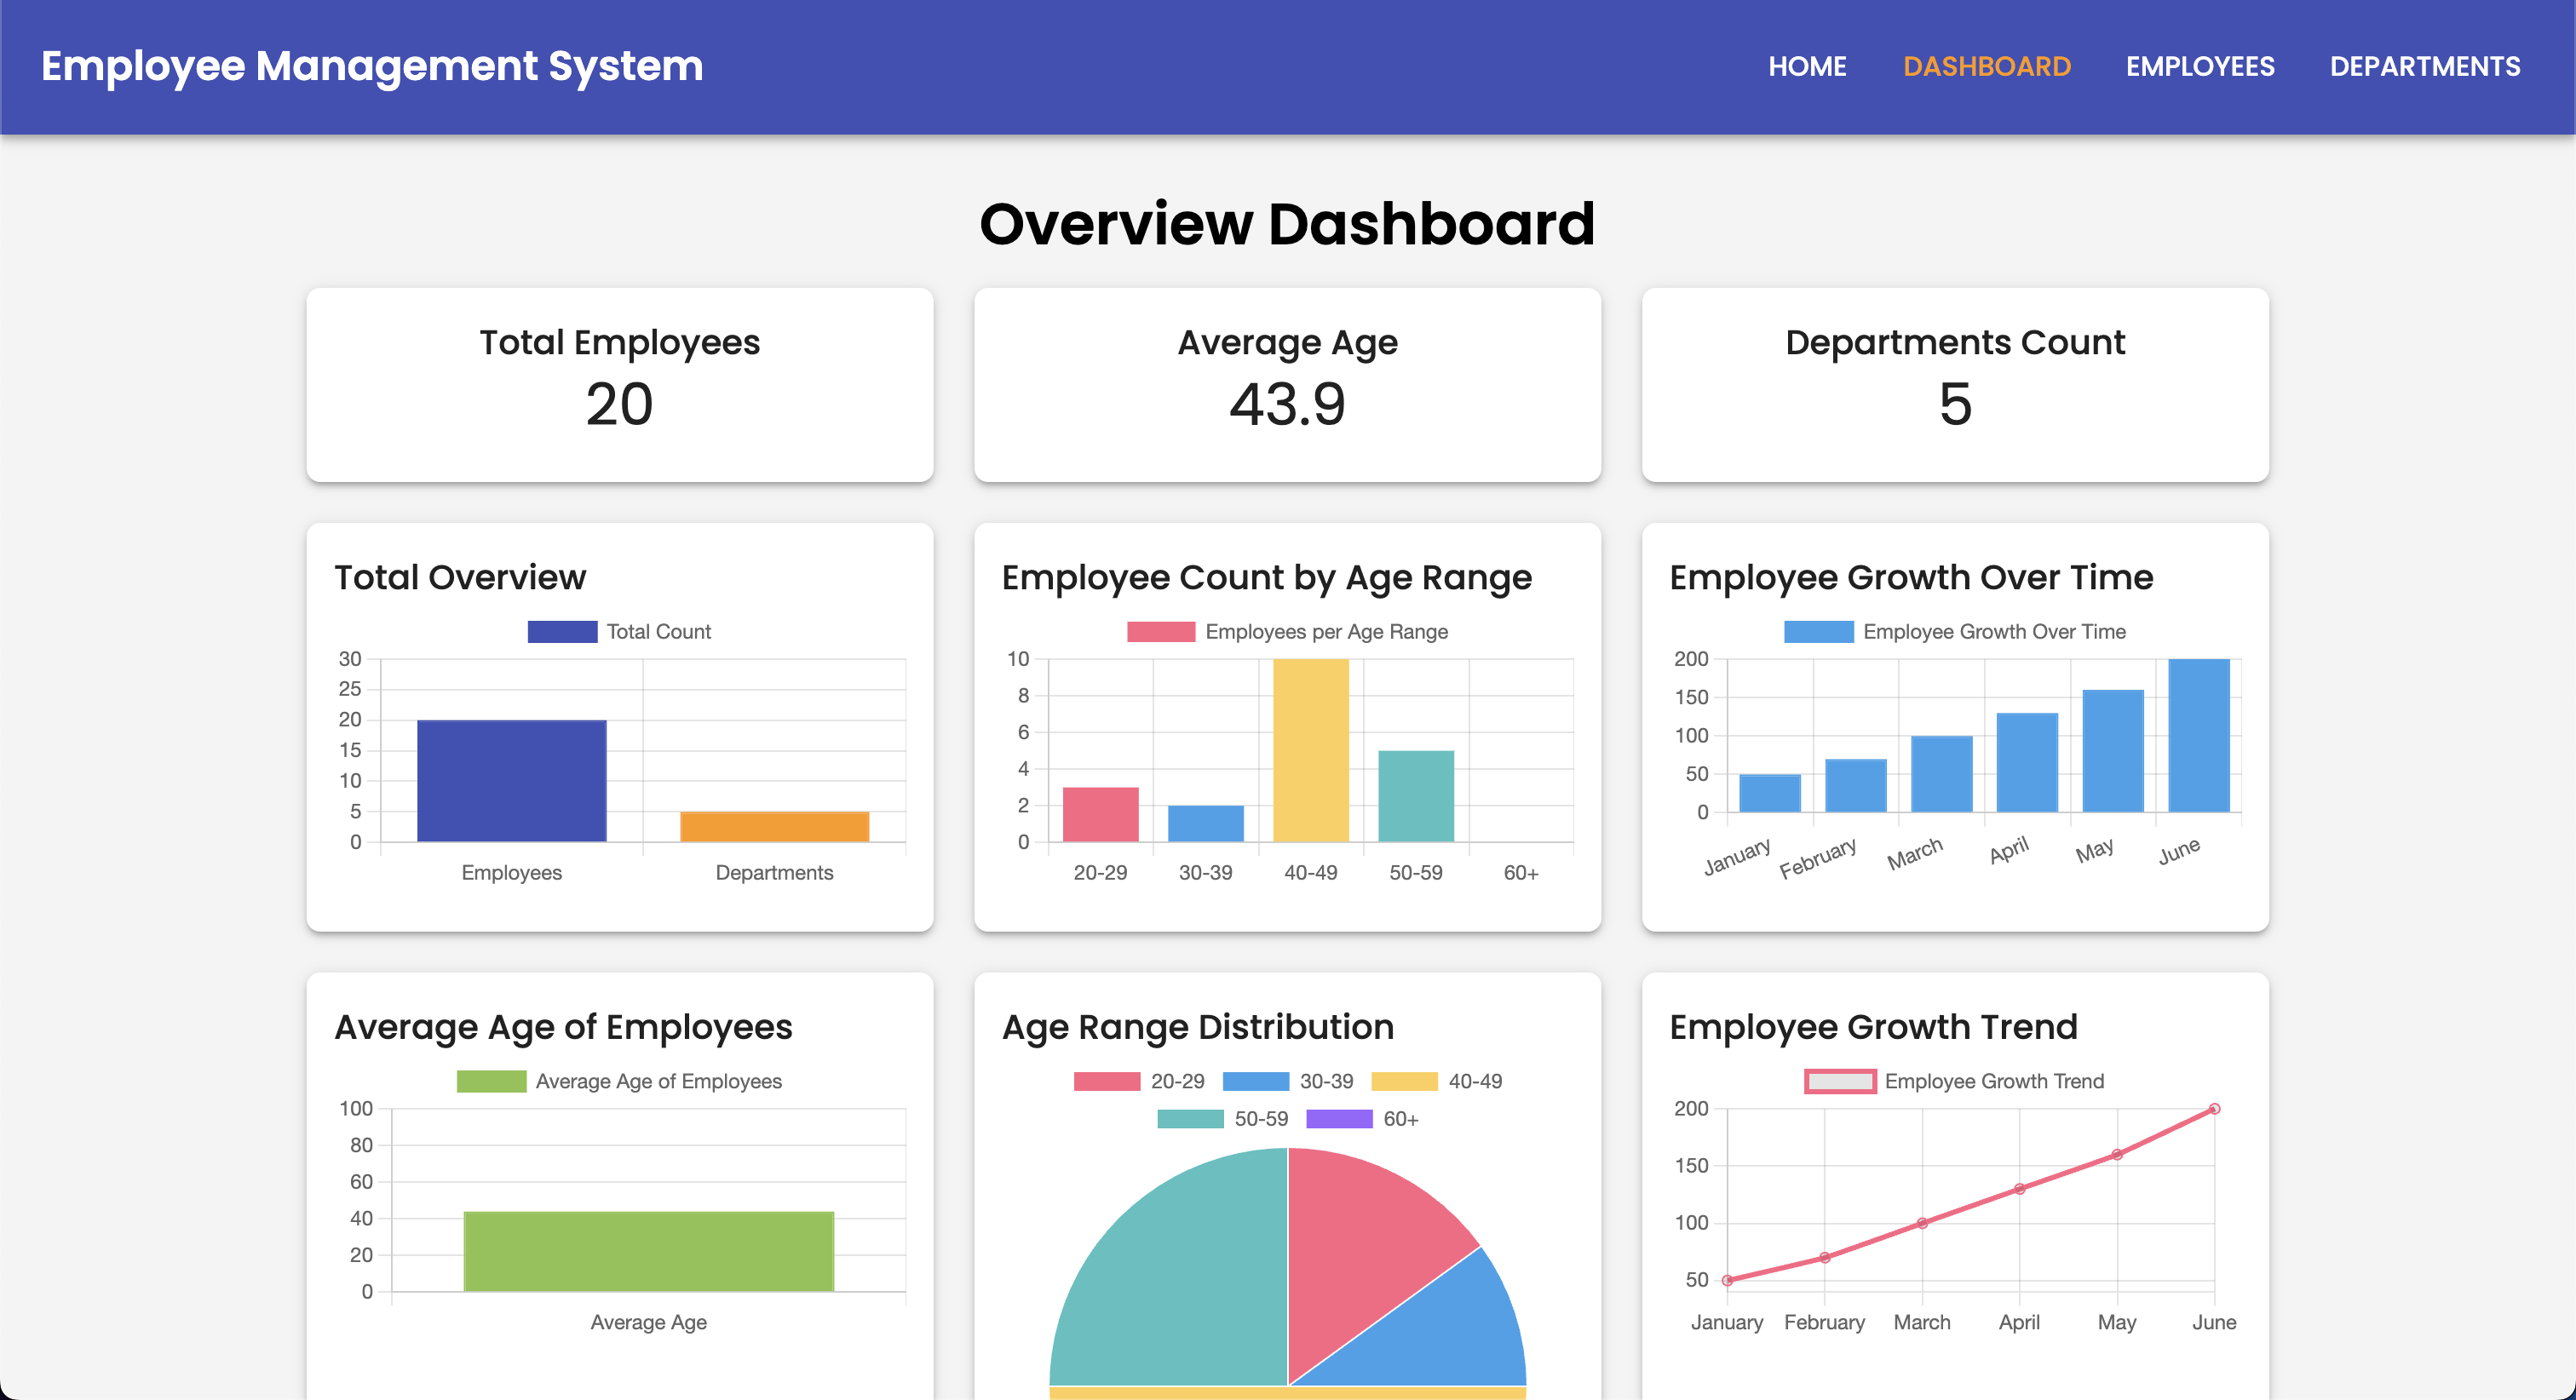 Employee Management System
HOME DASHBOARD EMPLOYEES DEPARTMENTS
Overview Dashboard
Total Employees
20
Average Age
43.9
Departments Count
5
Total Overview
Total Count
30
25
20
15
10
5
0
Employees Departments
Employee Count by Age Range
Employees per Age Range
10
8
6
4
2
0
20-29 30-39 40-49 50-59 60+
Employee Growth Over Time
Employee Growth Over Time
200
150
100
50
0
January February March April May June
Average Age of Employees
Average Age of Employees
100
80
60
40
20
0
Average Age
Age Range Distribution
20-29 30-39 40-49
50-59 60+
Employee Growth Trend
Employee Growth Trend
200
150
100
50
January February March April May June